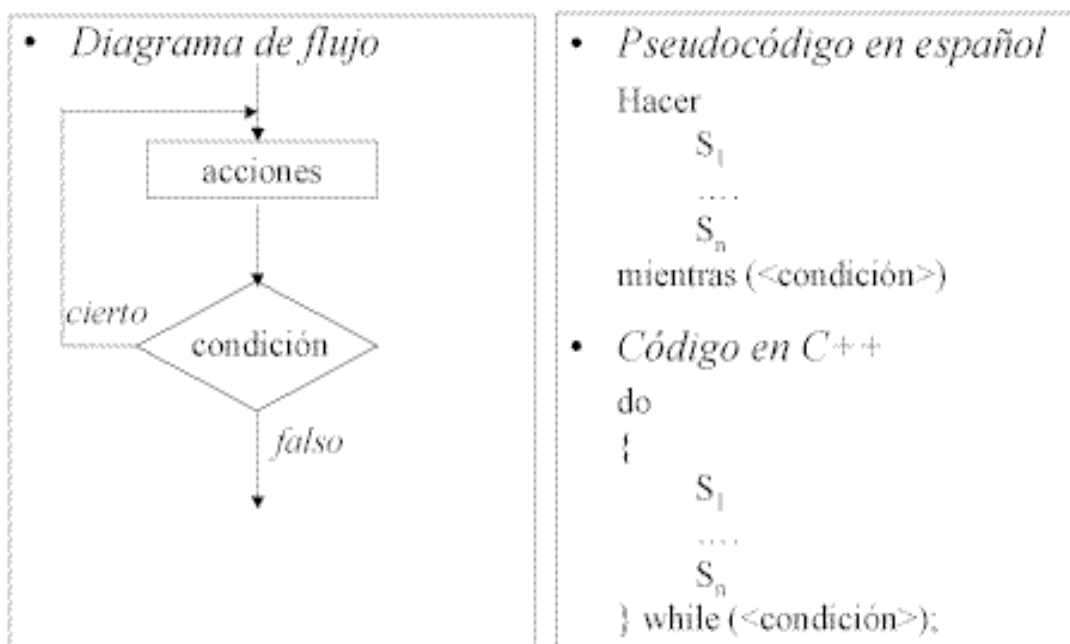 • Diagrama de flujo
acciones
cierto
condición
falso
• Pseudocódigo en español
Hacer
S1
....
Sn
mientras (<condición>)
• Código en C++
do
{
S1
....
Sn
} while (<condición>);